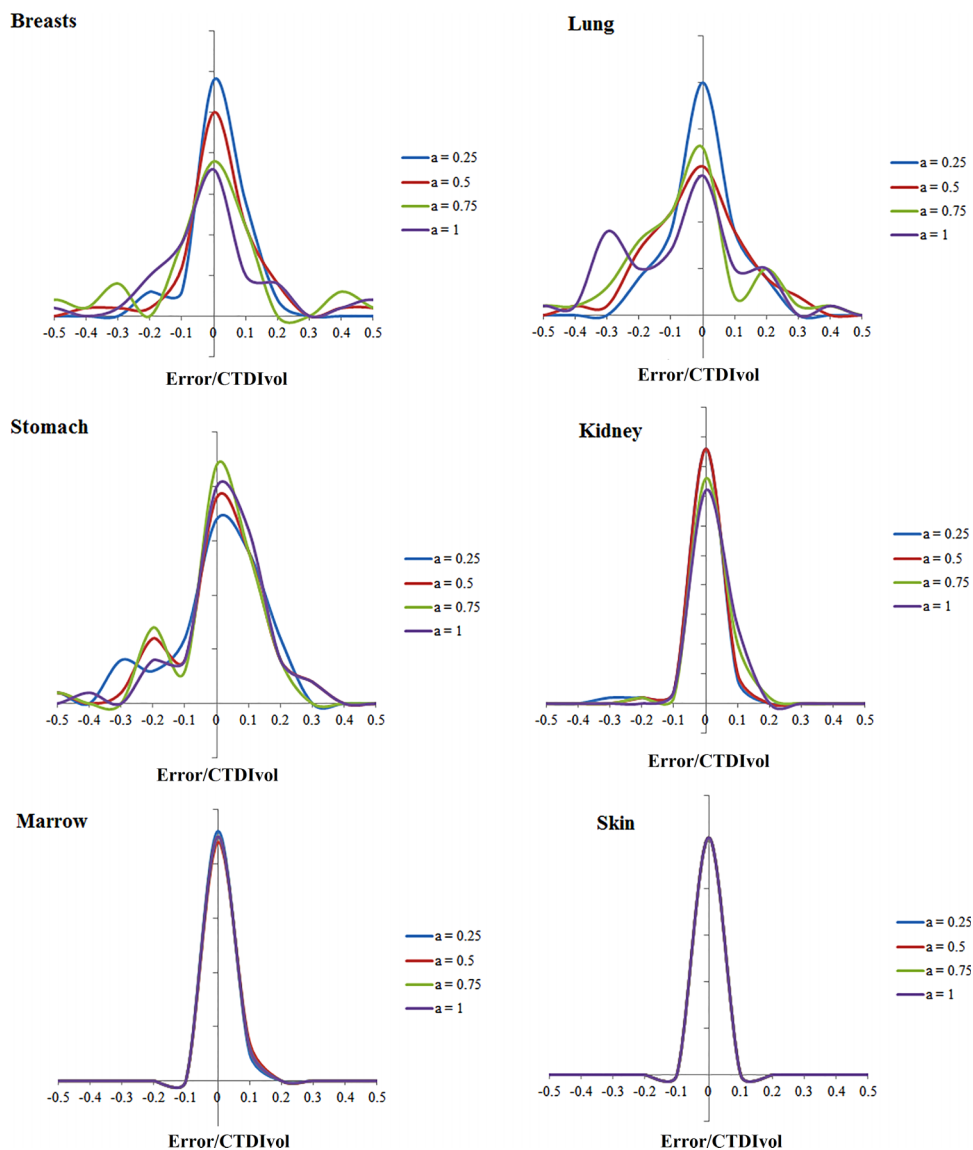 Breasts
a = 0.25
a = 0.5
a = 0.75
a = 1
-0.5 -0.4 -0.3 -0.2 -0.1 0 0.1 0.2 0.3 0.4 0.5
Error/CTDIvol
Lung
a = 0.25
a = 0.5
a = 0.75
a = 1
-0.5 -0.4 -0.3 -0.2 -0.1 0 0.1 0.2 0.3 0.4 0.5
Error/CTDIvol
Stomach
a = 0.25
a = 0.5
a = 0.75
a = 1
-0.5 -0.4 -0.3 -0.2 -0.1 0 0.1 0.2 0.3 0.4 0.5
Error/CTDIvol
Kidney
a = 0.25
a = 0.5
a = 0.75
a = 1
-0.5 -0.4 -0.3 -0.2 -0.1 0 0.1 0.2 0.3 0.4 0.5
Error/CTDIvol
Marrow
a = 0.25
a = 0.5
a = 0.75
a = 1
-0.5 -0.4 -0.3 -0.2 -0.1 0 0.1 0.2 0.3 0.4 0.5
Error/CTDIvol
Skin
a = 0.25
a = 0.5
a = 0.75
a = 1
-0.5 -0.4 -0.3 -0.2 -0.1 0 0.1 0.2 0.3 0.4 0.5
Error/CTDIvol